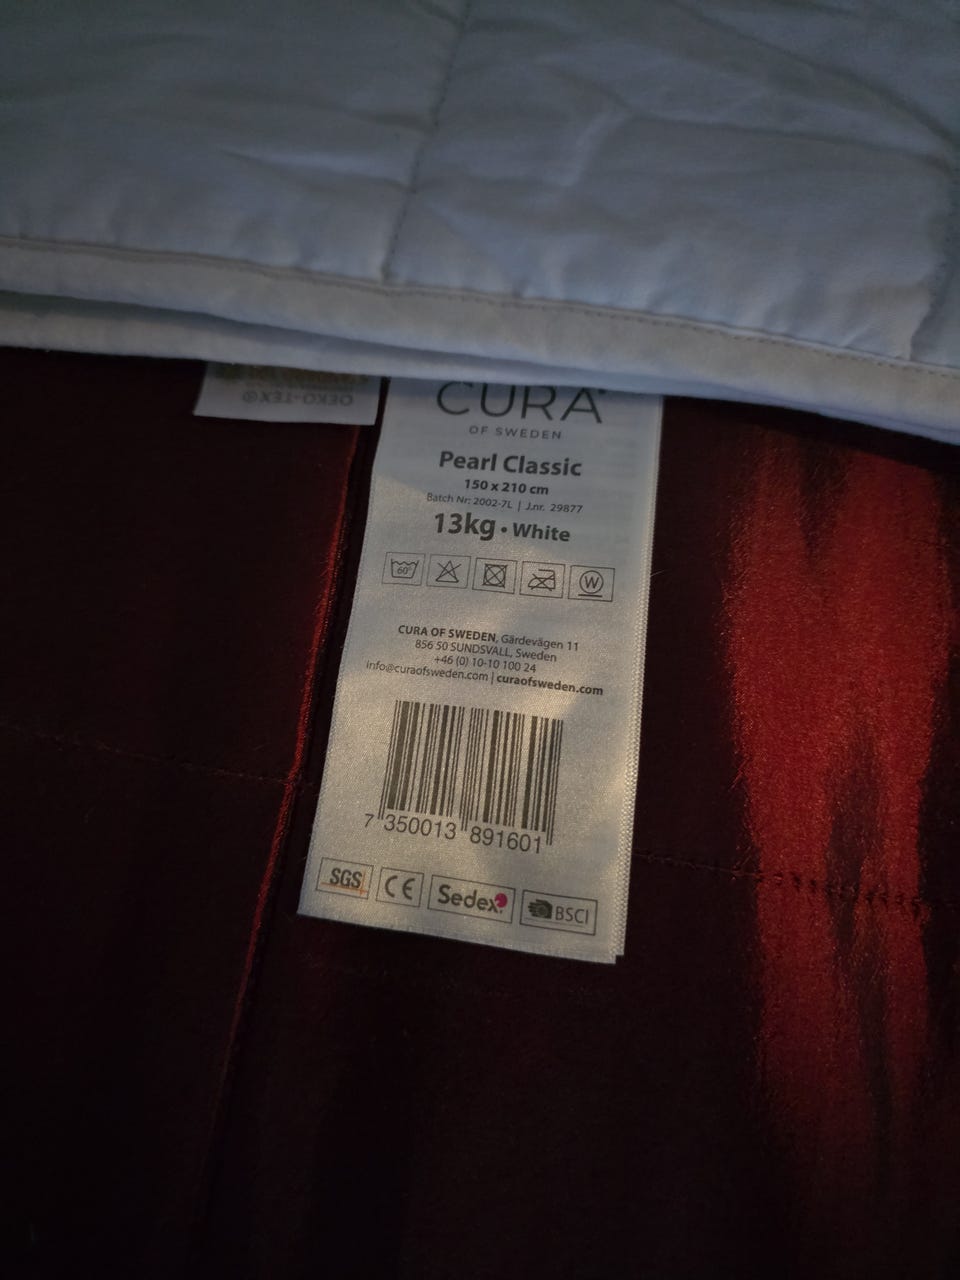 OEKO-TEX®
CURA
OF SWEDEN
Pearl Classic
150 x 210 cm
Batch Nr: 2002-7L | J.nr. 29877
13kg • White
60°
W
CURA OF SWEDEN, Gärdevägen 11
856 50 SUNDSVALL, Sweden
+46 (0) 10-10 100 24
info@curaofsweden.com | curaofsweden.com
7 350013 891601
SGS CE Sedex BSCI